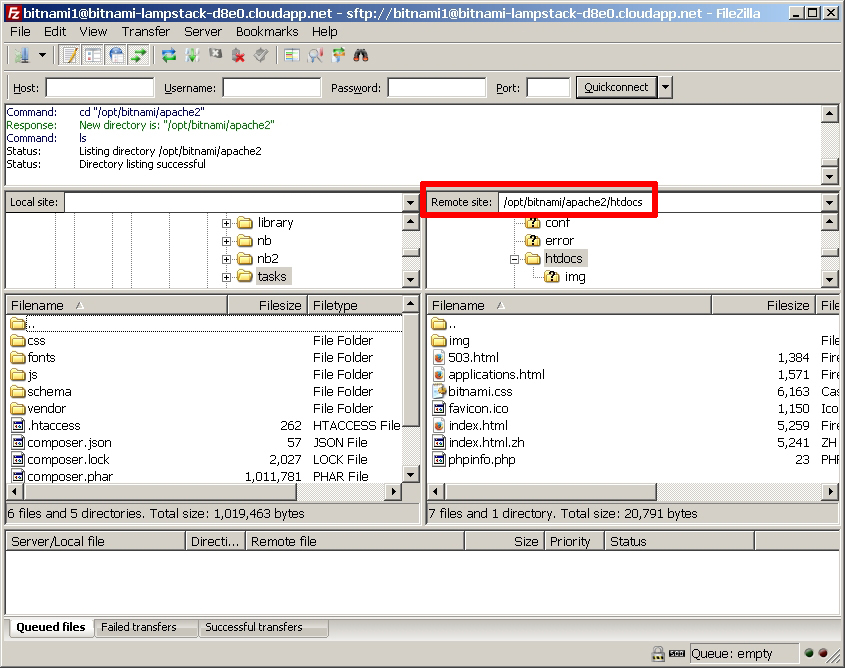 bitnami1@bitnami-lampstack-d8e0.cloudapp.net - sftp://bitnami1@bitnami-lampstack-d8e0.cloudapp.net - FileZilla
File Edit View Transfer Server Bookmarks Help
Host: Username: Password: Port: Quickconnect
Command: cd "/opt/bitnami/apache2"
Response: New directory is: "/opt/bitnami/apache2"
Command: ls
Status: Listing directory /opt/bitnami/apache2
Status: Directory listing successful
Local site:
library
nb
nb2
tasks
Remote site: /opt/bitnami/apache2/htdocs
conf
error
htdocs
img
Filename Filesize Filetype
..
css File Folder
fonts File Folder
js File Folder
schema File Folder
vendor File Folder
.htaccess 262 HTACCESS File
composer.json 57 JSON File
composer.lock 2,027 LOCK File
composer.phar 1,011,781 PHAR File
6 files and 5 directories. Total size: 1,019,463 bytes
Filename Filesize File
..
img File
503.html 1,384 Fire
applications.html 1,571 Fire
bitnami.css 6,163 Cas
favicon.ico 1,150 Ico
index.html 5,259 Fire
index.html.zh 5,241 ZH
phpinfo.php 23 PHP
7 files and 1 directory. Total size: 20,791 bytes
Server/Local file Directi... Remote file Size Priority Status
Queued files Failed transfers Successful transfers
Queue: empty